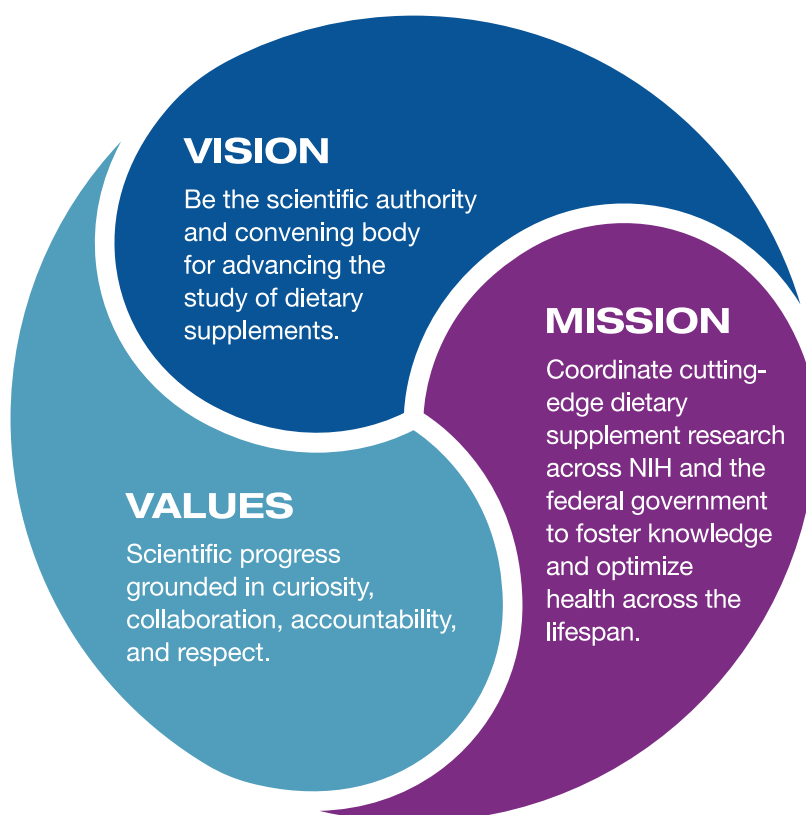 VISION
Be the scientific authority
and convening body
for advancing the
study of dietary
supplements.
MISSION
Coordinate cutting-
edge dietary
supplement research
across NIH and the
federal government
to foster knowledge
and optimize
health across the
lifespan.
VALUES
Scientific progress
grounded in curiosity,
collaboration, accountability,
and respect.